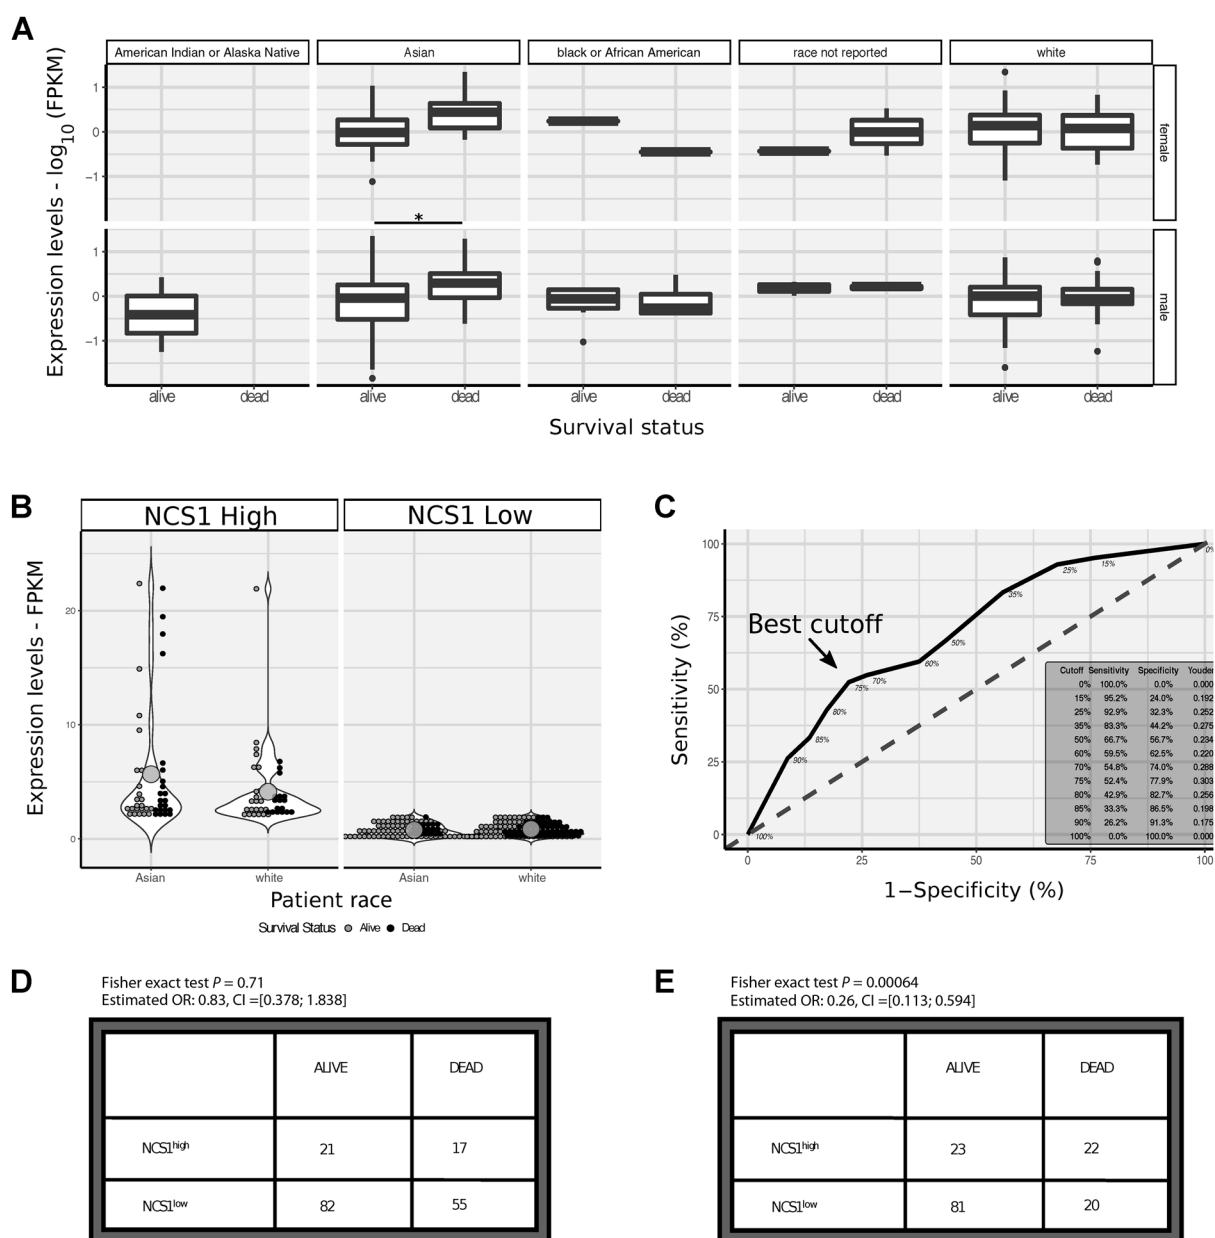 A
American Indian or Alaska Native Asian black or African American race not reported white
Expression levels - log10(FPKM)
1
0
−1
female
*
1
0
−1
male
alive dead alive dead alive dead alive dead alive dead
Survival status
B
NCS1 High NCS1 Low
Expression levels - FPKM
20
10
0
Asian white Asian white
Patient race
Survival Status Alive Dead
C
Sensitivity (%)
100
75
50
25
0
Best cutoff
0%
15%
25%
35%
50%
60%
70%
75%
80%
85%
90%
100%
Cutoff Sensitivity Specificity Youden
0% 100.0% 0.0% 0.000
15% 95.2% 24.0% 0.192
25% 92.9% 32.3% 0.252
35% 83.3% 44.2% 0.275
50% 66.7% 56.7% 0.234
60% 59.5% 62.5% 0.220
70% 54.8% 74.0% 0.288
75% 52.4% 77.9% 0.303
80% 42.9% 82.7% 0.256
85% 33.3% 86.5% 0.198
90% 26.2% 91.3% 0.175
100% 0.0% 100.0% 0.000
0 25 50 75 100
1−Specificity (%)
D
Fisher exact test P = 0.71
Estimated OR: 0.83, CI =[0.378; 1.838]
ALIVE DEAD
NCS1high 21 17
NCS1low 82 55
E
Fisher exact test P = 0.00064
Estimated OR: 0.26, CI =[0.113; 0.594]
ALIVE DEAD
NCS1high 23 22
NCS1low 81 20